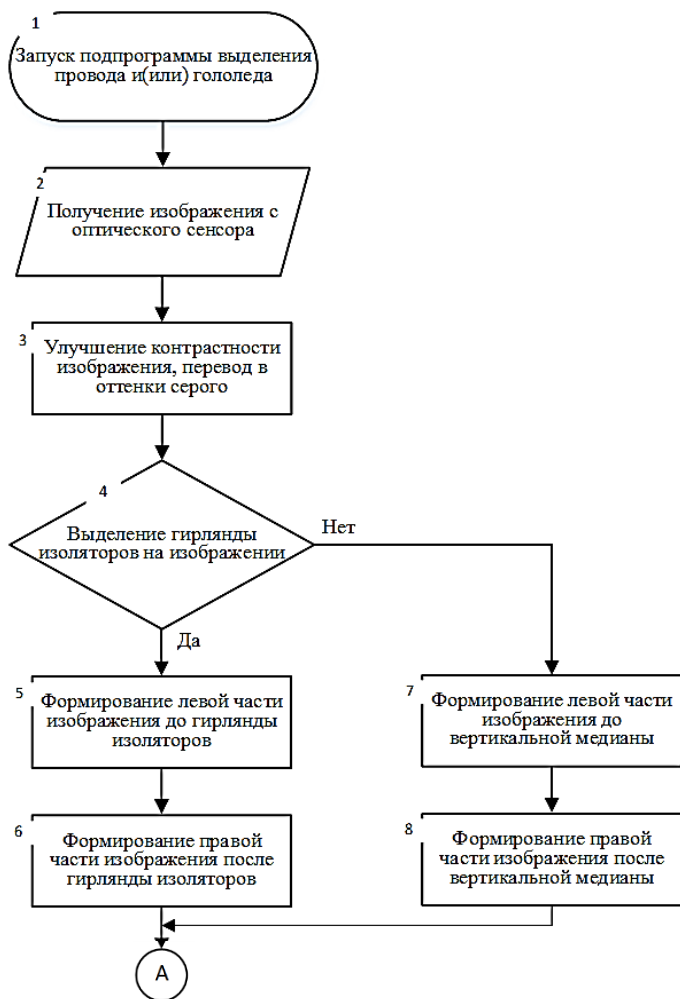 1
Запуск подпрограммы выделения
провода и(или) гололеда
2
Получение изображения с
оптического сенсора
3
Улучшение контрастности
изображения, перевод в
оттенки серого
4
Выделение гирлянды
изоляторов на изображении
Нет
Да
5
Формирование левой части
изображения до гирлянды
изоляторов
7
Формирование левой части
изображения до
вертикальной медианы
6
Формирование правой
части изображения после
гирлянды изоляторов
8
Формирование правой
части изображения после
вертикальной медианы
А